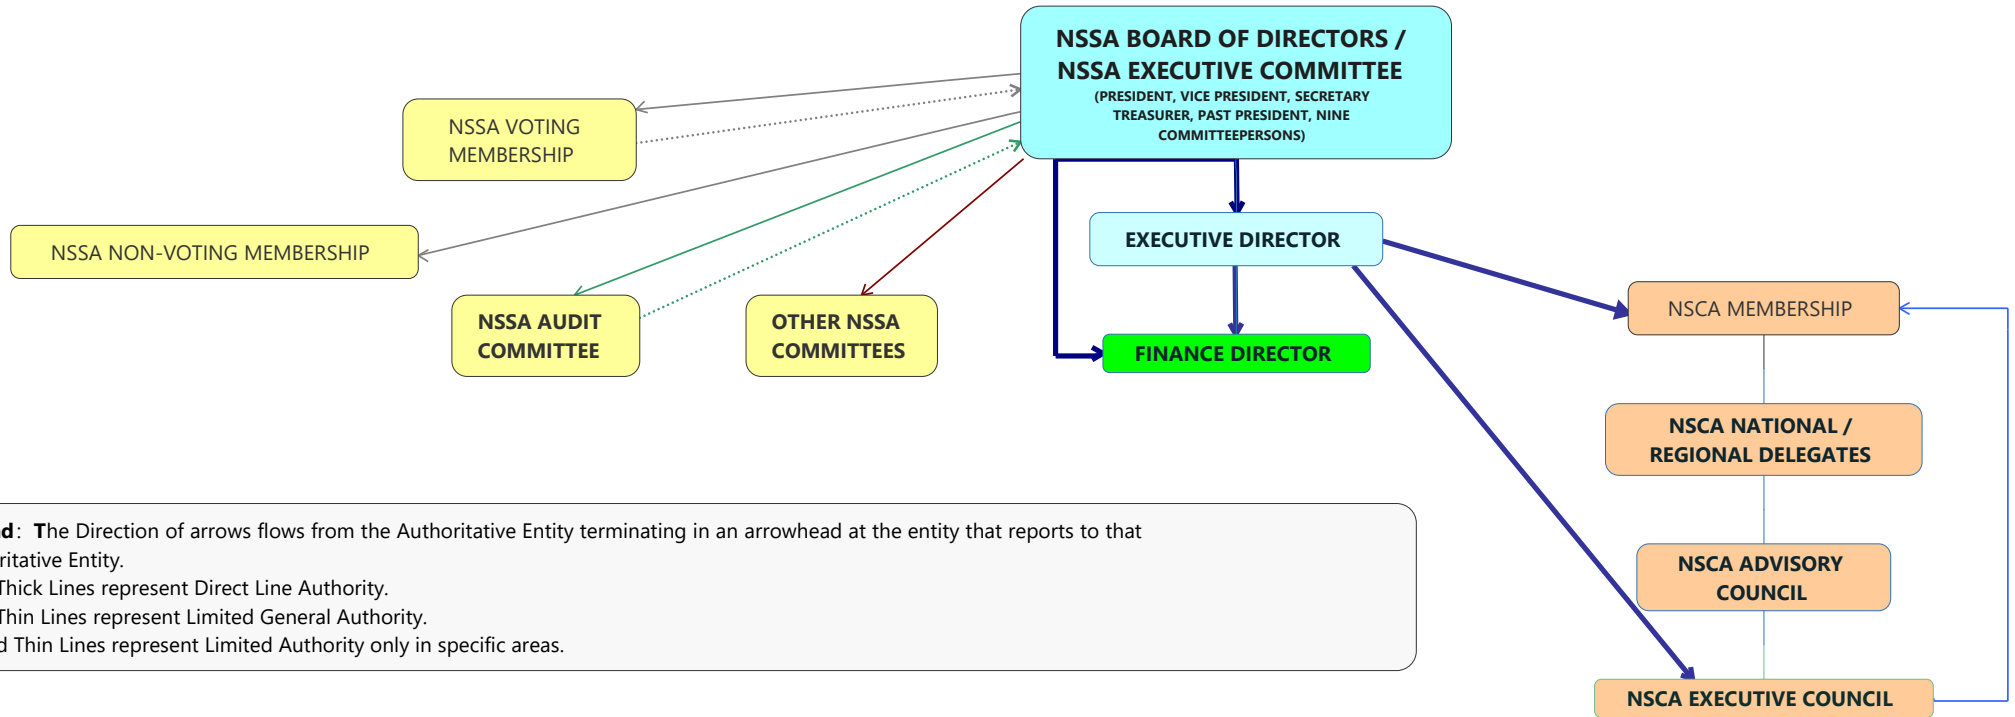 NSSA BOARD OF DIRECTORS /
NSSA EXECUTIVE COMMITTEE
(PRESIDENT, VICE PRESIDENT, SECRETARY
TREASURER, PAST PRESIDENT, NINE
COMMITTEEPERSONS)
NSSA VOTING
MEMBERSHIP
NSSA NON-VOTING MEMBERSHIP
EXECUTIVE DIRECTOR
NSSA AUDIT
COMMITTEE
OTHER NSSA
COMMITTEES
FINANCE DIRECTOR
NSCA MEMBERSHIP
NSCA NATIONAL /
REGIONAL DELEGATES
NSCA ADVISORY
COUNCIL
NSCA EXECUTIVE COUNCIL
d: The Direction of arrows flows from the Authoritative Entity terminating in an arrowhead at the entity that reports to that
ritative Entity.
Thick Lines represent Direct Line Authority.
Thin Lines represent Limited General Authority.
d Thin Lines represent Limited Authority only in specific areas.